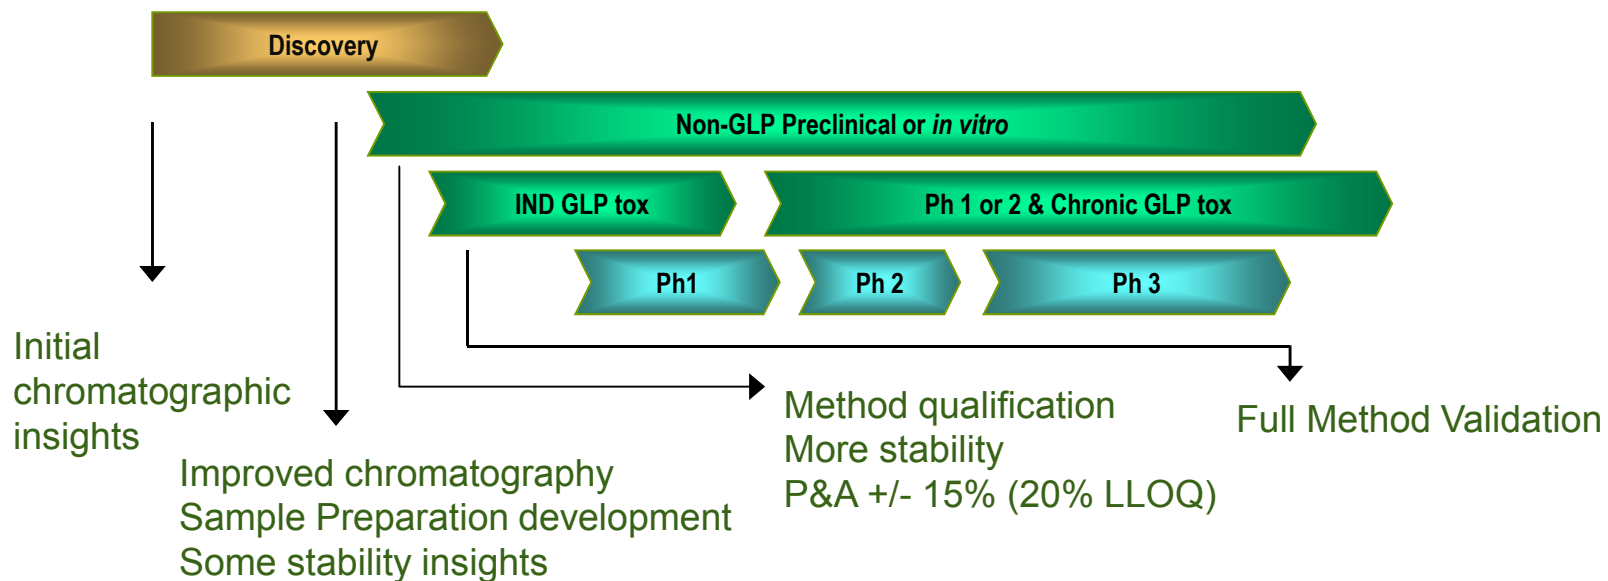 Discovery
Non-GLP Preclinical or in vitro
IND GLP tox
Ph 1 or 2 & Chronic GLP tox
Ph1
Ph 2
Ph 3
Initial
chromatographic
insights
Improved chromatography
Sample Preparation development
Some stability insights
Method qualification
More stability
P&A +/- 15% (20% LLOQ)
Full Method Validation